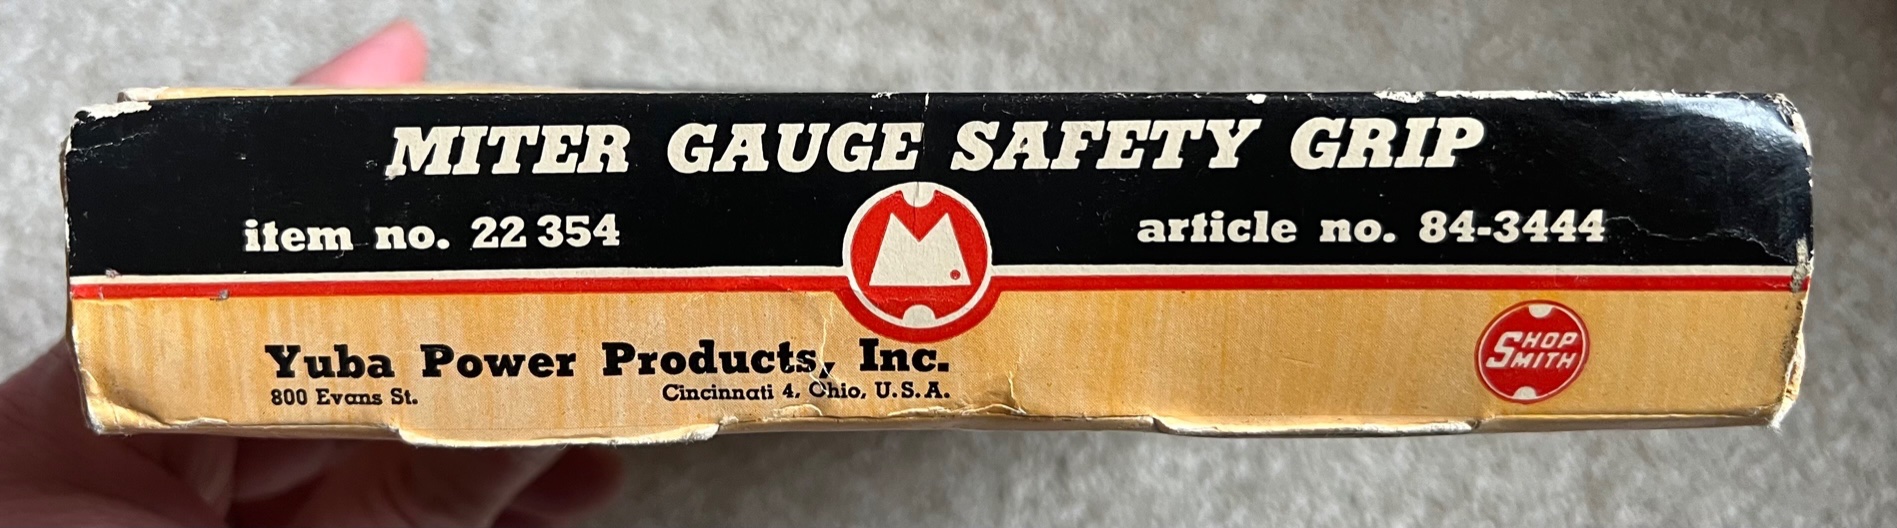 MITER GAUGE SAFETY GRIP
item no. 22 354
article no. 84-3444
M.
Yuba Power Products, Inc.
800 Evans St. Cincinnati 4, Ohio, U.S.A.
SHOP
SMITH